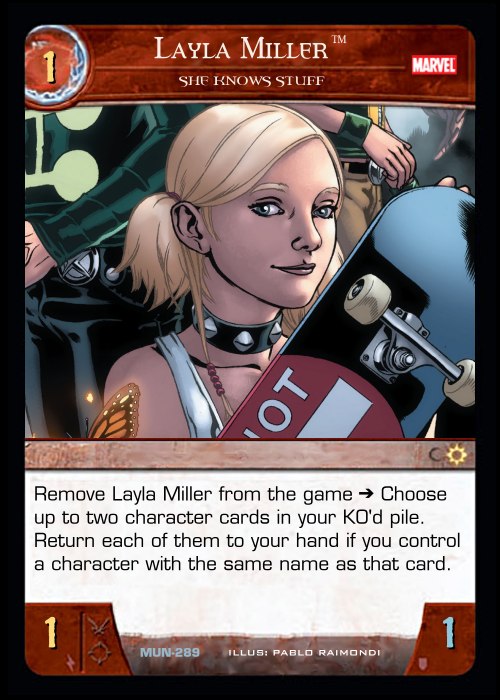 1
LAYLA MILLER™
SHE KNOWS STUFF
MARVEL
HOT
C
Remove Layla Miller from the game ➔ Choose
up to two character cards in your KO'd pile.
Return each of them to your hand if you control
a character with the same name as that card.
1
MUN-289 ILLUS: PABLO RAIMONDI
1